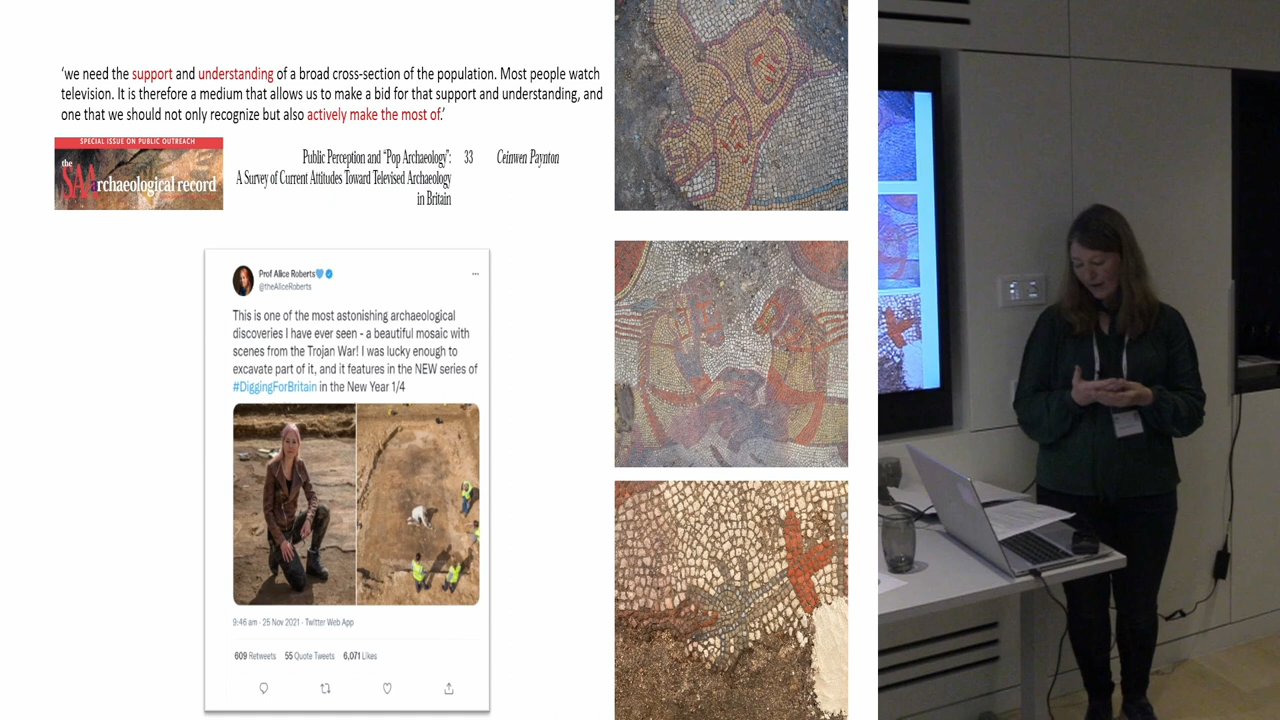 ‘we need the support and understanding of a broad cross-section of the population. Most people watch
television. It is therefore a medium that allows us to make a bid for that support and understanding, and
one that we should not only recognize but also actively make the most of.’
SPECIAL ISSUE ON PUBLIC OUTREACH
the
SAAarchaeological record
Public Perception and “Pop Archaeology”: 33 Ceinwen Paynton
A Survey of Current Attitudes Toward Televised Archaeology
in Britain
Prof Alice Roberts
@theAliceRoberts
This is one of the most astonishing archaeological
discoveries I have ever seen - a beautiful mosaic with
scenes from the Trojan War! I was lucky enough to
excavate part of it, and it features in the NEW series of
#DiggingForBritain in the New Year 1/4
9:46 am · 25 Nov 2021 · Twitter Web App
609 Retweets 55 Quote Tweets 6,071 Likes